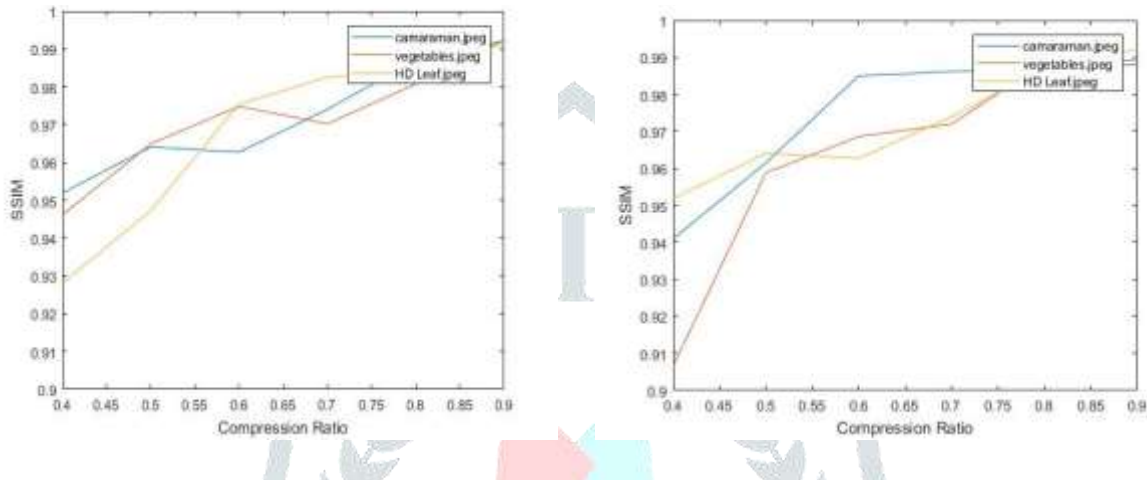 1
0.99
0.98
0.97
0.96
0.95
0.94
0.93
0.92
0.91
0.9
SSIM
camaraman.jpeg
vegetables.jpeg
HD Leaf.jpeg
0.4 0.45 0.5 0.55 0.6 0.65 0.7 0.75 0.8 0.85 0.9
Compression Ratio
1
0.99
0.98
0.97
0.96
0.95
0.94
0.93
0.92
0.91
0.9
SSIM
camaraman.jpeg
vegetables.jpeg
HD Leaf.jpeg
0.4 0.45 0.5 0.55 0.6 0.65 0.7 0.75 0.8 0.85 0.9
Compression Ratio
I